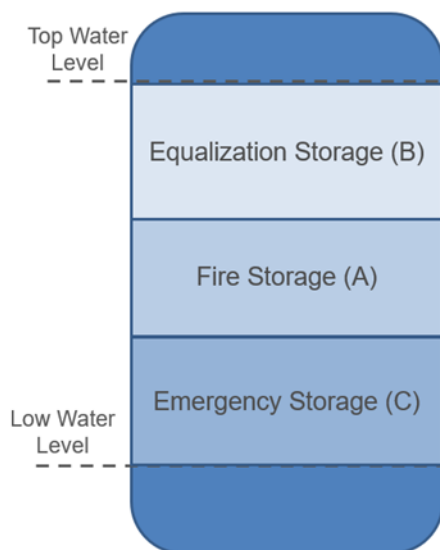 Top Water
Level
Equalization Storage (B)
Fire Storage (A)
Emergency Storage (C)
Low Water
Level